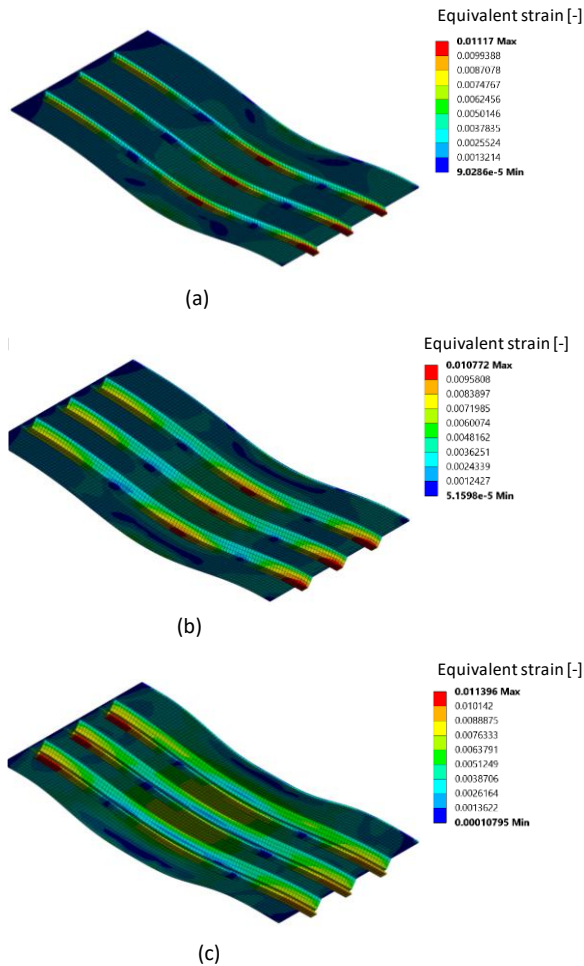 Equivalent strain [-]
0.01117 Max
0.0099388
0.0087078
0.0074767
0.0062456
0.0050146
0.0037835
0.0025524
0.0013214
9.0286e-5 Min
(a)
Equivalent strain [-]
0.010772 Max
0.0095808
0.0083897
0.0071985
0.0060074
0.0048162
0.0036251
0.0024339
0.0012427
5.1598e-5 Min
(b)
Equivalent strain [-]
0.011396 Max
0.010142
0.0088875
0.0076333
0.0063791
0.0051249
0.0038706
0.0026164
0.0013622
0.00010795 Min
(c)